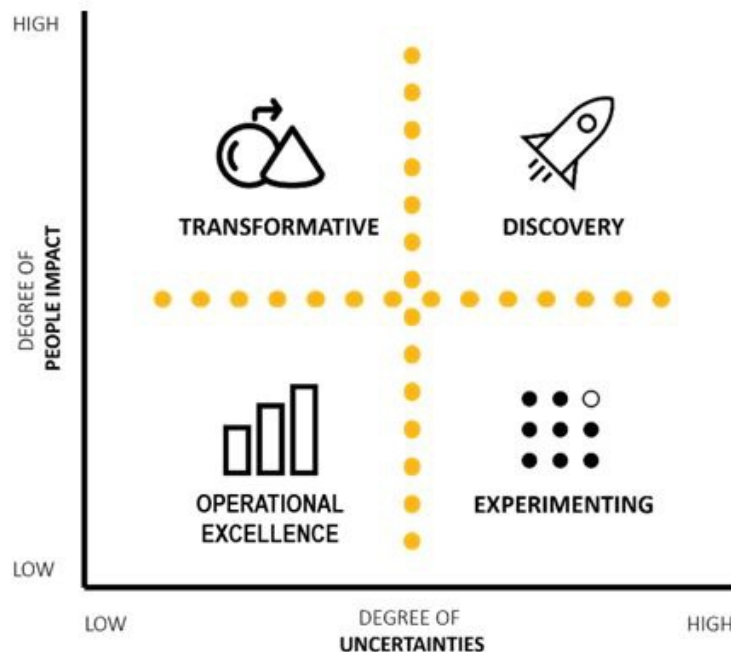 HIGH
TRANSFORMATIVE
DISCOVERY
DEGREE OF
PEOPLE IMPACT
OPERATIONAL
EXCELLENCE
EXPERIMENTING
LOW
LOW
DEGREE OF
UNCERTAINTIES
HIGH